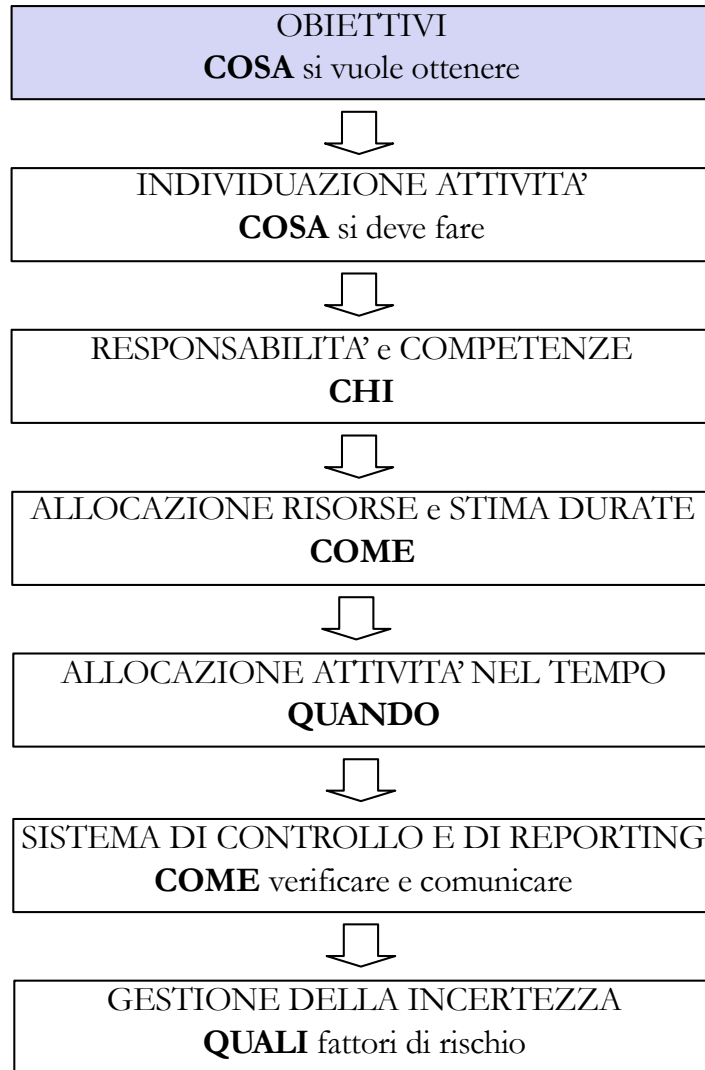 OBIETTIVI
COSA si vuole ottenere
INDIVIDUAZIONE ATTIVITA’
COSA si deve fare
RESPONSABILITA’ e COMPETENZE
CHI
ALLOCAZIONE RISORSE e STIMA DURATE
COME
ALLOCAZIONE ATTIVITA’ NEL TEMPO
QUANDO
SISTEMA DI CONTROLLO E DI REPORTING
COME verificare e comunicare
GESTIONE DELLA INCERTEZZA
QUALI fattori di rischio